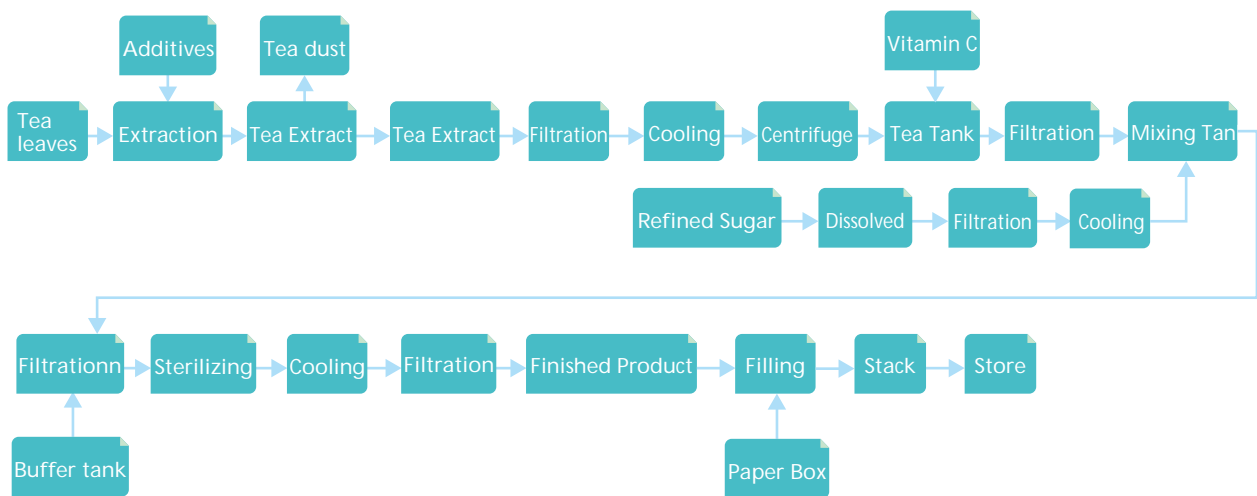 Additives
Tea dust
Vitamin C
Tea
leaves
Extraction
Tea Extract
Tea Extract
Filtration
Cooling
Centrifuge
Tea Tank
Filtration
Mixing Tan
Refined Sugar
Dissolved
Filtration
Cooling
Filtrationn
Sterilizing
Cooling
Filtration
Finished Product
Filling
Stack
Store
Buffer tank
Paper Box